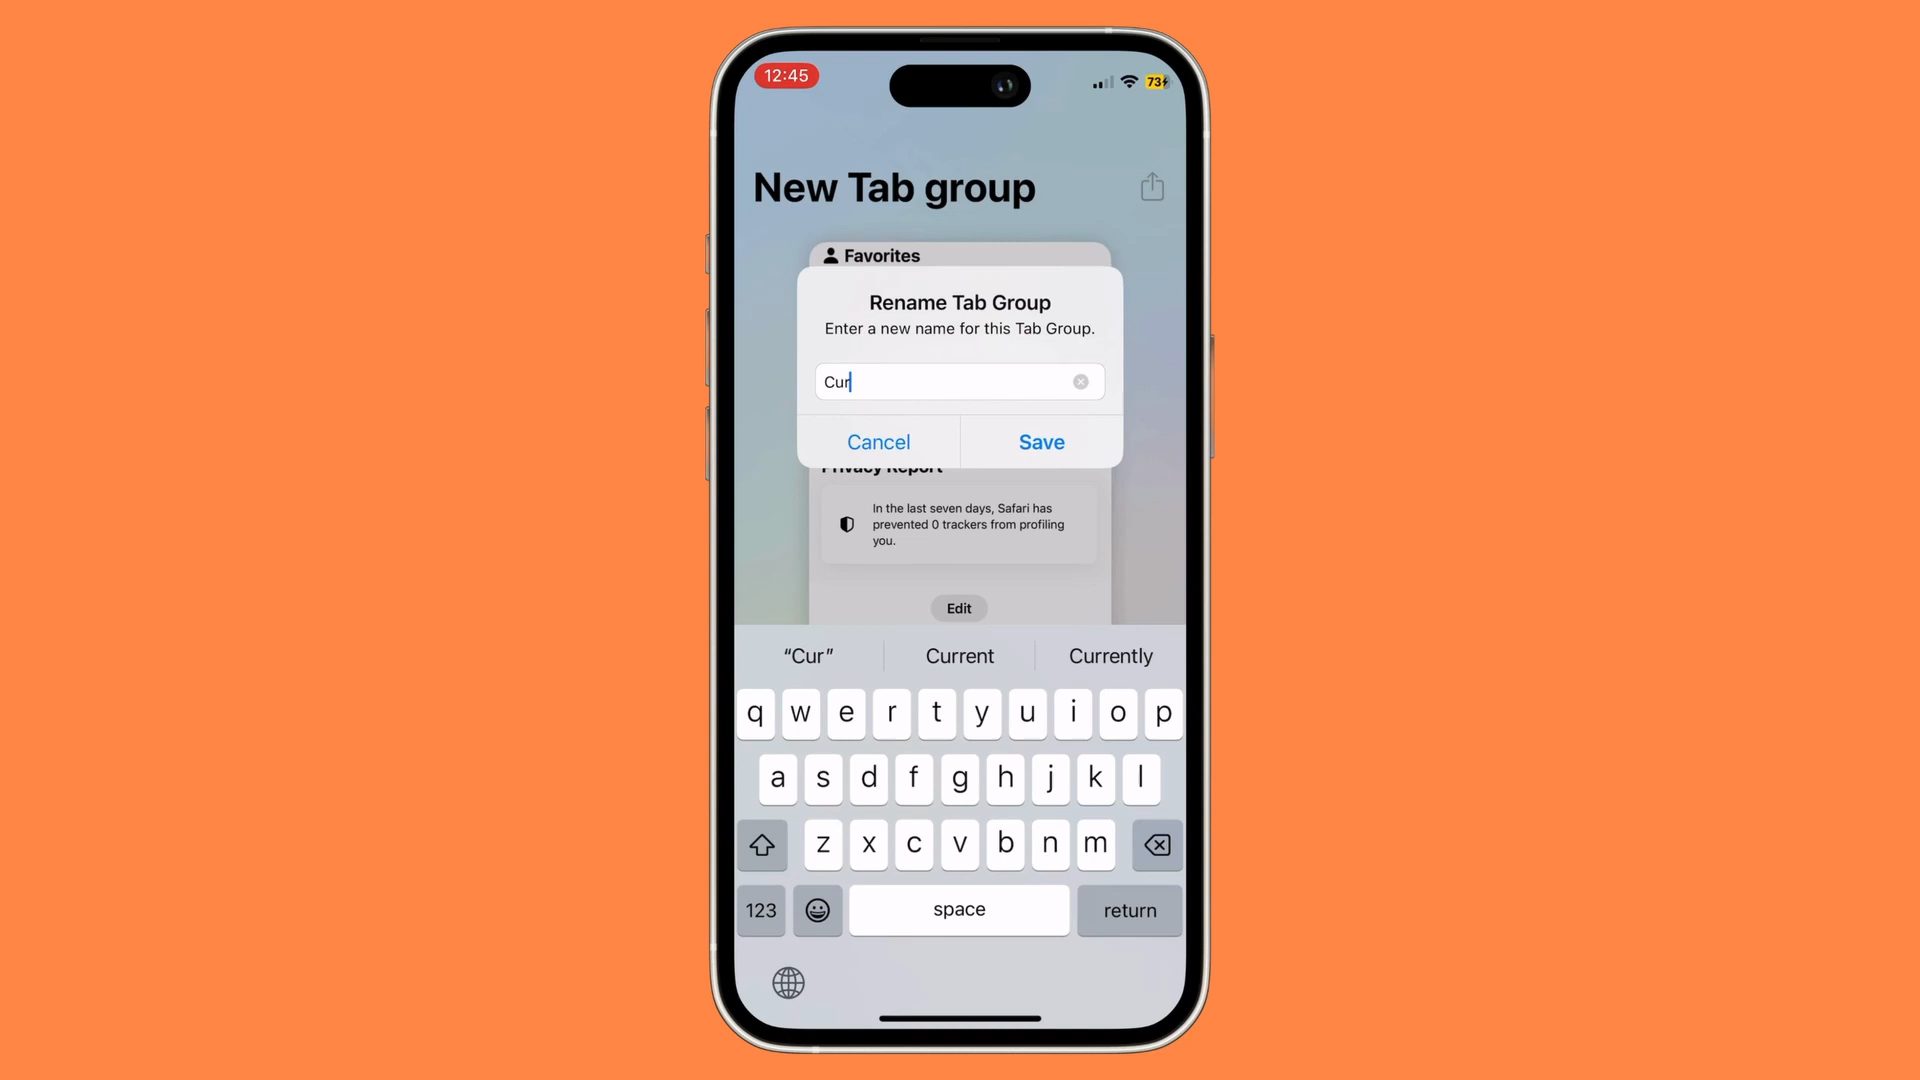 12:45
73
New Tab group
Favorites
Rename Tab Group
Enter a new name for this Tab Group.
Cur
Cancel
Save
Privacy Report
In the last seven days, Safari has
prevented 0 trackers from profiling
you.
Edit
“Cur”
Current
Currently
q w e r t y u i o p
a s d f g h j k l
z x c v b n m
123
space
return